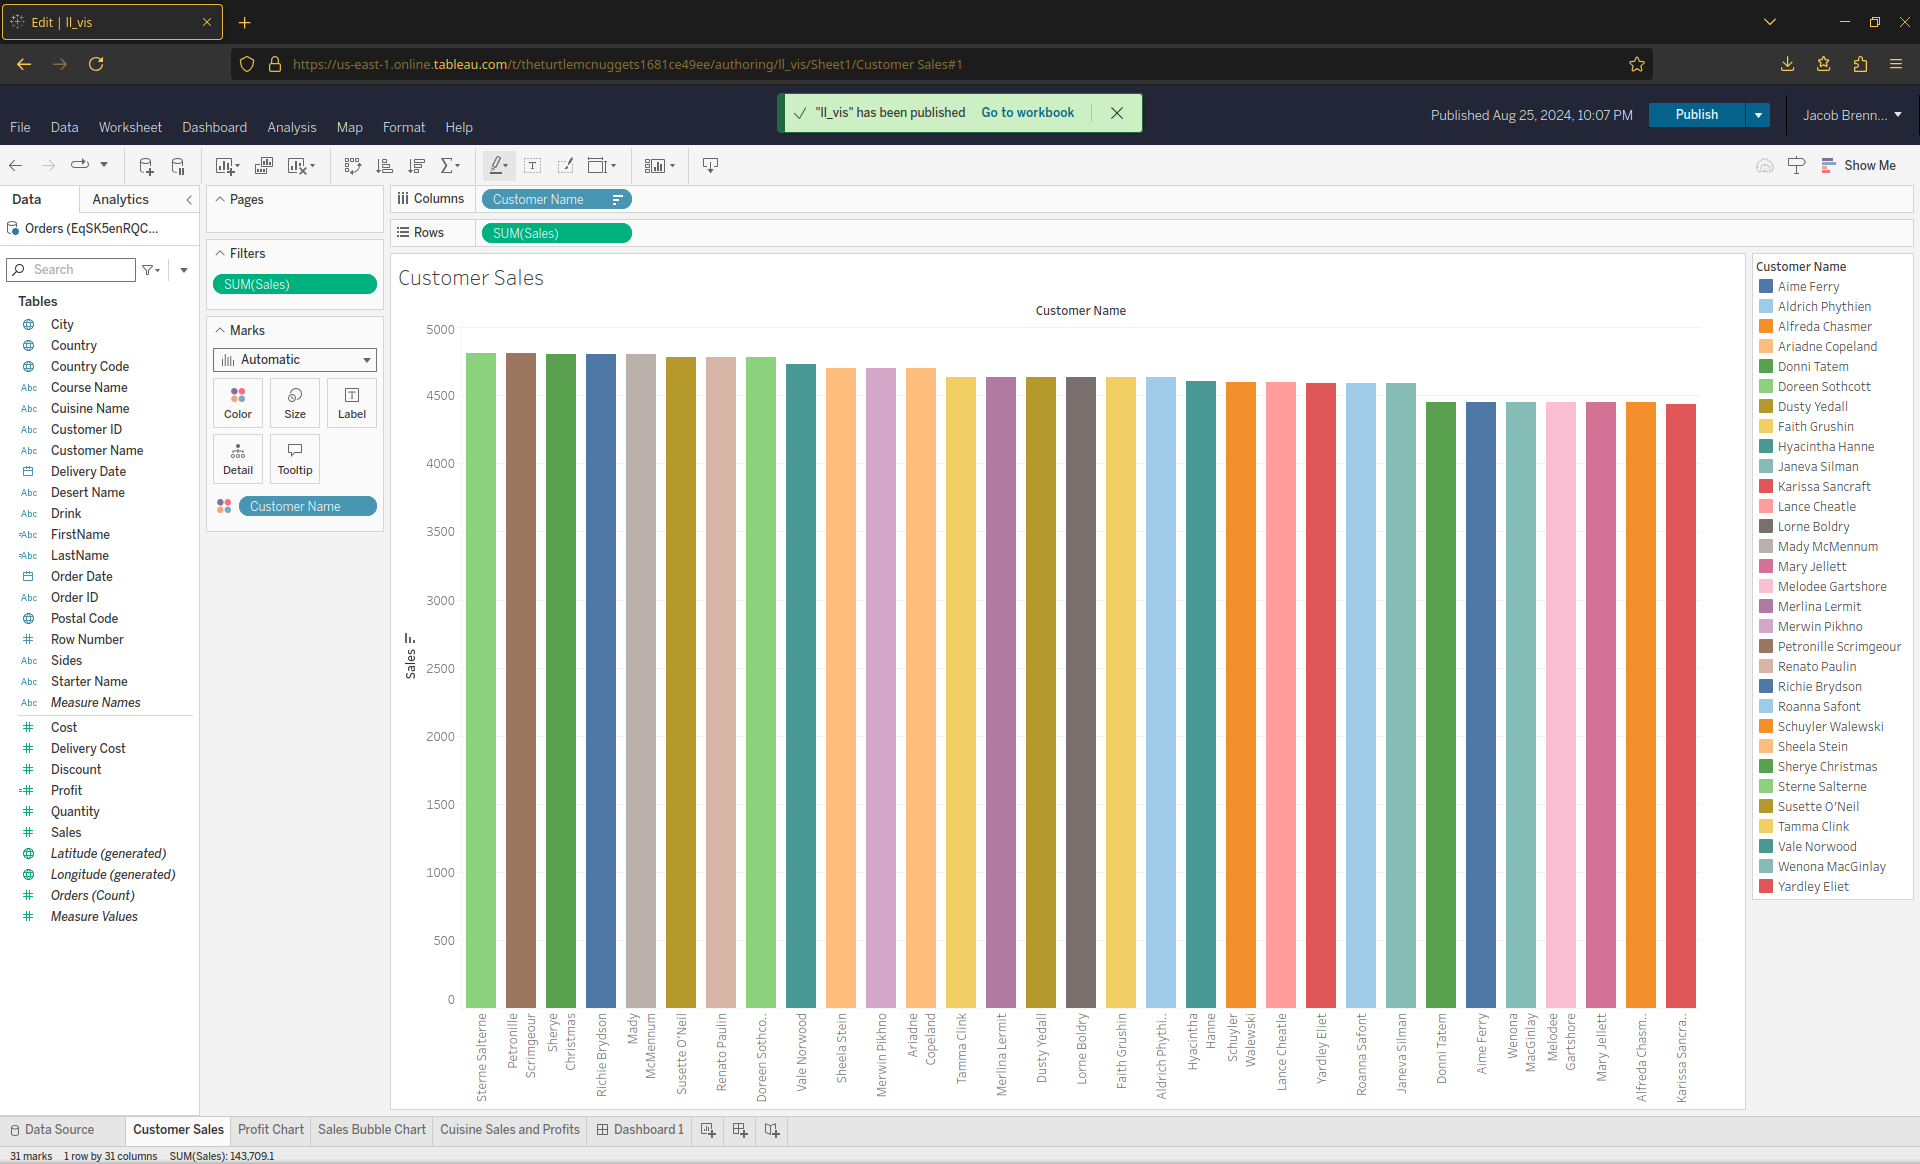 Edit | ll_vis
https://us-east-1.online.tableau.com/t/theturtlemcnuggets1681ce49ee/authoring/ll_vis/Sheet1/Customer Sales#1
"ll_vis" has been published Go to workbook
Published Aug 25, 2024, 10:07 PM
Publish
Jacob Brenn...
File Data Worksheet Dashboard Analysis Map Format Help
Show Me
Data Analytics
Orders (EqSK5enRQC...
Search
Tables
City
Country
Country Code
Abc Course Name
Abc Cuisine Name
Abc Customer ID
Abc Customer Name
Delivery Date
Abc Desert Name
Abc Drink
=Abc FirstName
=Abc LastName
Order Date
Abc Order ID
Postal Code
# Row Number
Abc Sides
Abc Starter Name
Abc Measure Names
# Cost
# Delivery Cost
# Discount
=# Profit
# Quantity
# Sales
Latitude (generated)
Longitude (generated)
# Orders (Count)
# Measure Values
Pages
Filters
SUM(Sales)
Marks
Automatic
Color Size Label
Detail Tooltip
Customer Name
Columns Customer Name
Rows SUM(Sales)
Customer Sales
Customer Name
5000
4500
4000
3500
3000
2500
2000
1500
1000
500
0
Sales
Sterne Salterne
Petronille Scrimgeour
Sherye Christmas
Richie Brydson
Mady McMennum
Susette O'Neil
Renato Paulin
Doreen Sothco..
Vale Norwood
Sheela Stein
Merwin Pikhno
Ariadne Copeland
Tamma Clink
Merlina Lermit
Dusty Yedall
Lorne Boldry
Faith Grushin
Aldrich Phythi..
Hyacintha Hanne
Schuyler Walewski
Lance Cheatle
Yardley Eliet
Roanna Safont
Janeva Silman
Donni Tatem
Aime Ferry
Wenona MacGinlay
Melodee Gartshore
Mary Jellett
Alfreda Chasm..
Karissa Sancra..
Customer Name
Aime Ferry
Aldrich Phythien
Alfreda Chasmer
Ariadne Copeland
Donni Tatem
Doreen Sothcott
Dusty Yedall
Faith Grushin
Hyacintha Hanne
Janeva Silman
Karissa Sancraft
Lance Cheatle
Lorne Boldry
Mady McMennum
Mary Jellett
Melodee Gartshore
Merlina Lermit
Merwin Pikhno
Petronille Scrimgeour
Renato Paulin
Richie Brydson
Roanna Safont
Schuyler Walewski
Sheela Stein
Sherye Christmas
Sterne Salterne
Susette O'Neil
Tamma Clink
Vale Norwood
Wenona MacGinlay
Yardley Eliet
Data Source Customer Sales Profit Chart Sales Bubble Chart Cuisine Sales and Profits Dashboard 1
31 marks 1 row by 31 columns SUM(Sales): 143,709.1